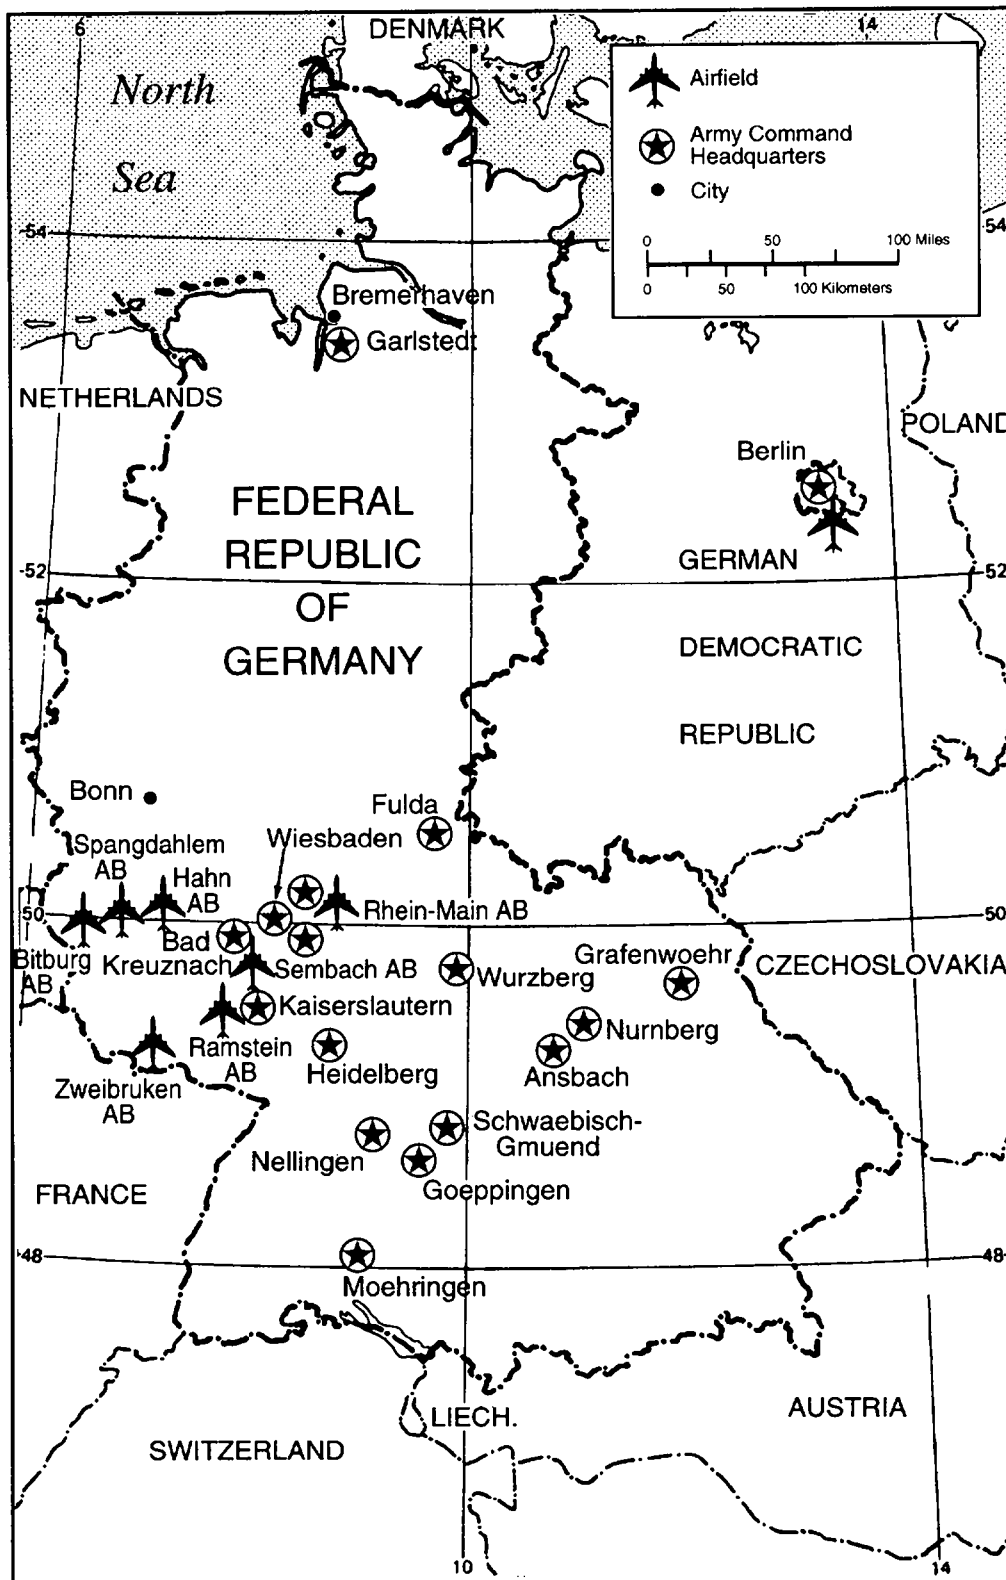 6
DENMARK
14
North
Sea
Airfield
Army Command
Headquarters
City
0 50 100 Miles
0 50 100 Kilometers
54
54
Bremerhaven
Garlstedt
NETHERLANDS
POLAND
Berlin
FEDERAL
REPUBLIC
OF
GERMANY
GERMAN
DEMOCRATIC
REPUBLIC
52
52
Bonn
Fulda
Spangdahlem
AB
Wiesbaden
Hahn
AB
50
50
Rhein-Main AB
Bad
Kreuznach
Bitburg
AB
Sembach AB
Wurzberg
Grafenwoehr
CZECHOSLOVAKIA
Kaiserslautern
Nurnberg
Ramstein
AB
Heidelberg
Ansbach
Zweibruken
AB
Schwaebisch-
Gmuend
Nellingen
Goeppingen
FRANCE
48
48
Moehringen
LIECH.
AUSTRIA
SWITZERLAND
10
14